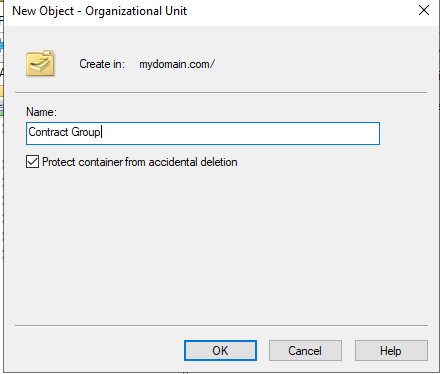 New Object - Organizational Unit
Create in: mydomain.com/
Name:
Contract Group
Protect container from accidental deletion
OK Cancel Help